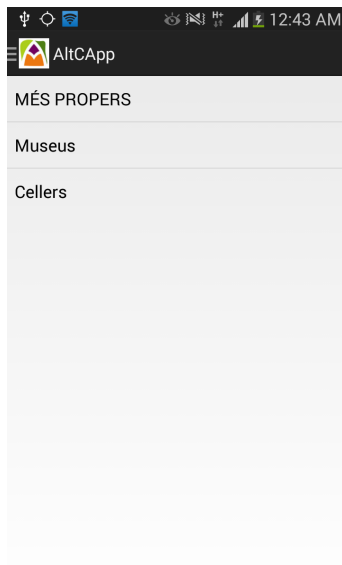 H+ 12:43 AM
AltCApp
MÉS PROPERS
Museus
Cellers